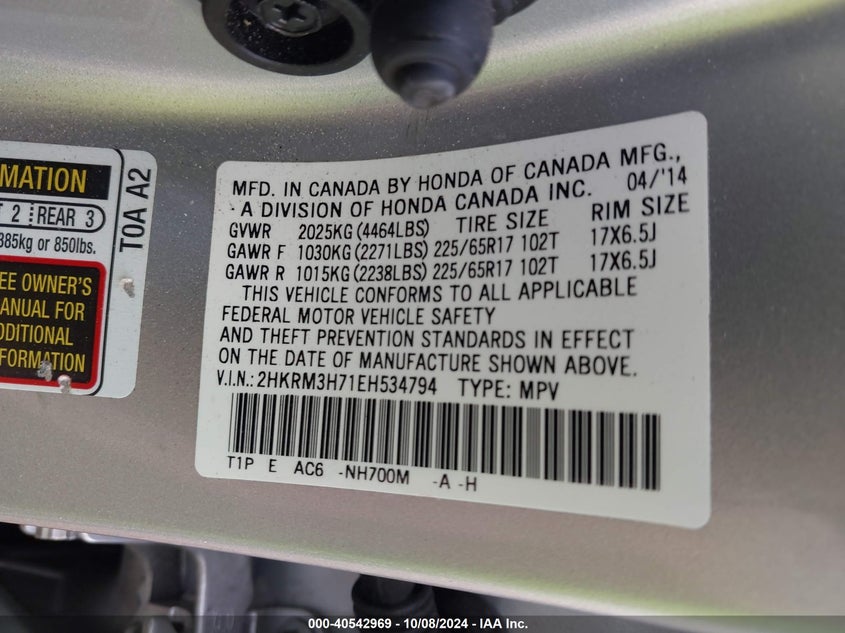 MATION
2 REAR 3
385kg or 850lbs.
EE OWNER'S
ANUAL FOR
DDITIONAL
FORMATION
T0A A2
MFD. IN CANADA BY HONDA OF CANADA MFG.,
- A DIVISION OF HONDA CANADA INC. 04/'14
GVWR 2025KG (4464LBS) TIRE SIZE RIM SIZE
GAWR F 1030KG (2271LBS) 225/65R17 102T 17X6.5J
GAWR R 1015KG (2238LBS) 225/65R17 102T 17X6.5J
THIS VEHICLE CONFORMS TO ALL APPLICABLE
FEDERAL MOTOR VEHICLE SAFETY
AND THEFT PREVENTION STANDARDS IN EFFECT
ON THE DATE OF MANUFACTURE SHOWN ABOVE.
V.I.N.: 2HKRM3H71EH534794 TYPE: MPV
T1P E AC6 -NH700M -A -H
000-40542969 - 10/08/2024 - IAA Inc.